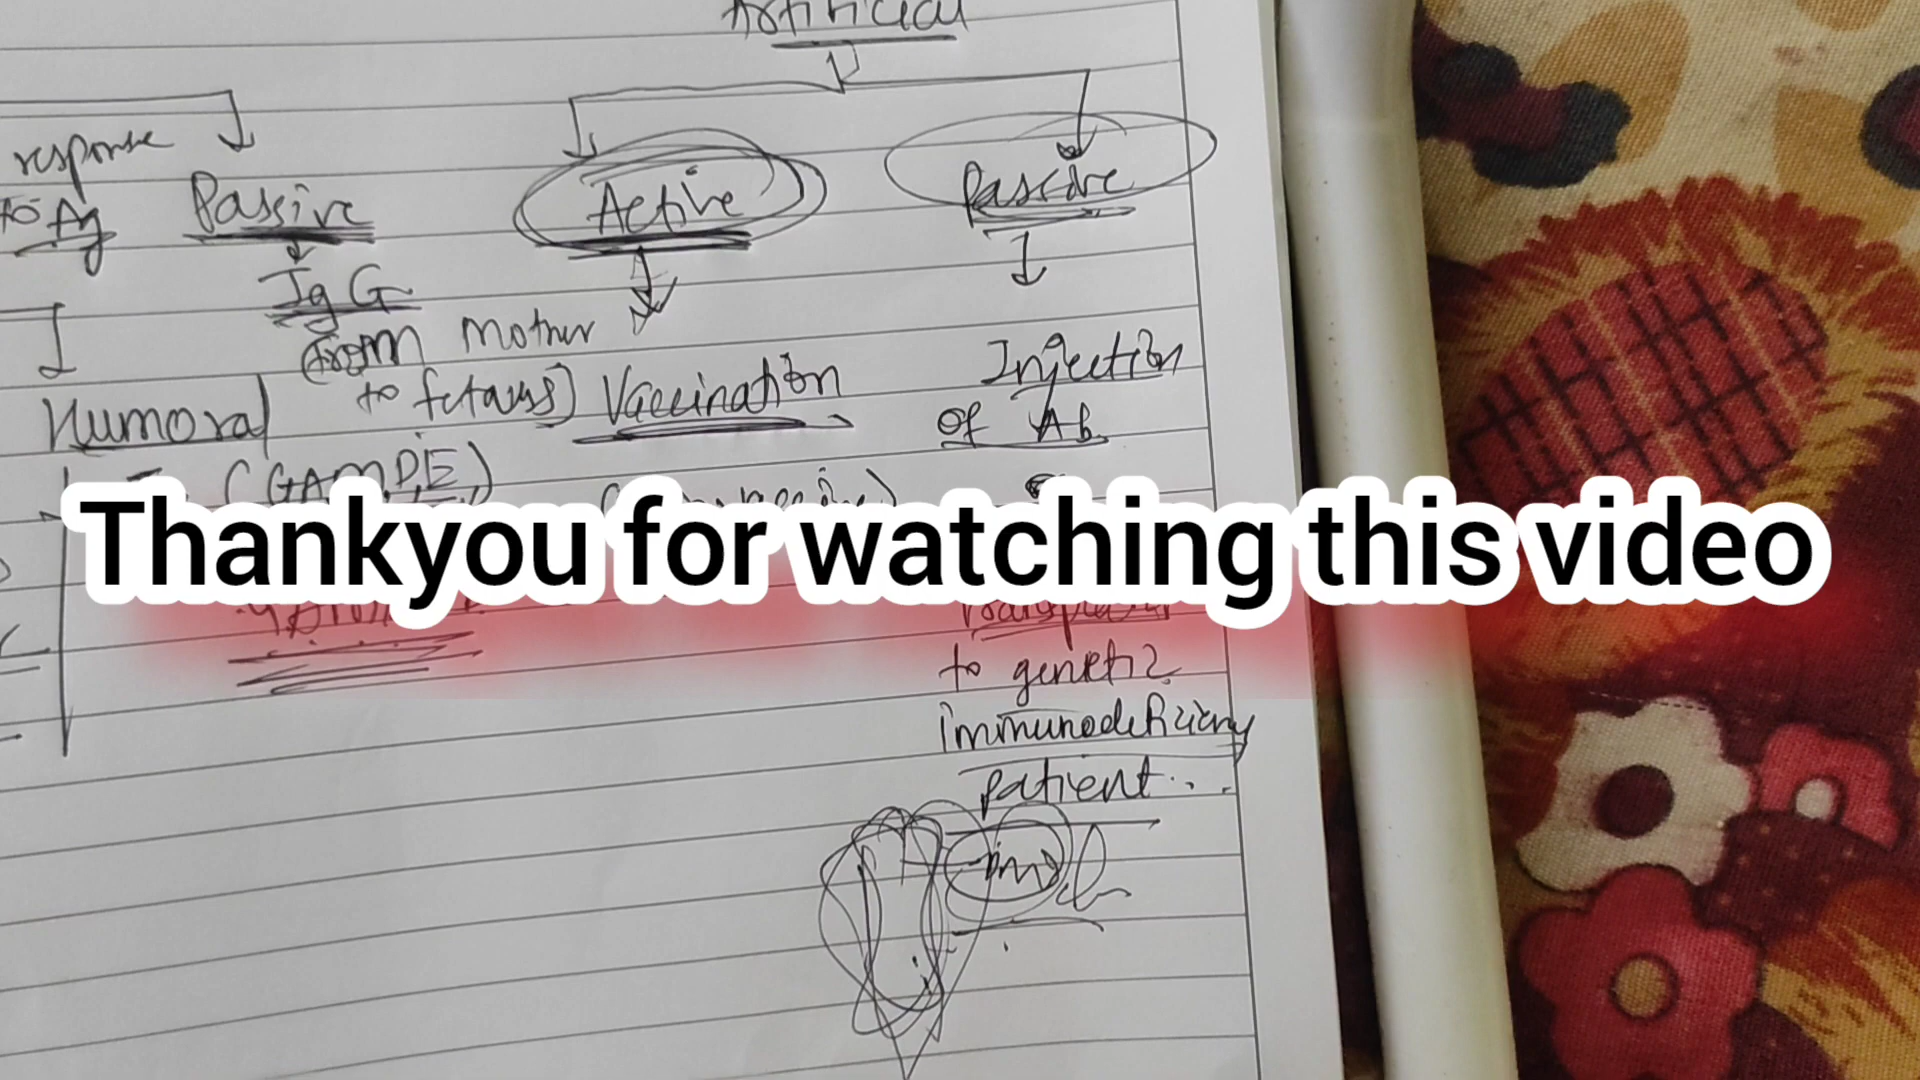 Artificial
response
to Ag
Passive
Active
Passive
IgG
(from mother
to fetaus)
Vaccination
Injection
of Ab
Humoral
(GAMDE)
Thankyou for watching this video
to genetic
immunodeficiency
patient..